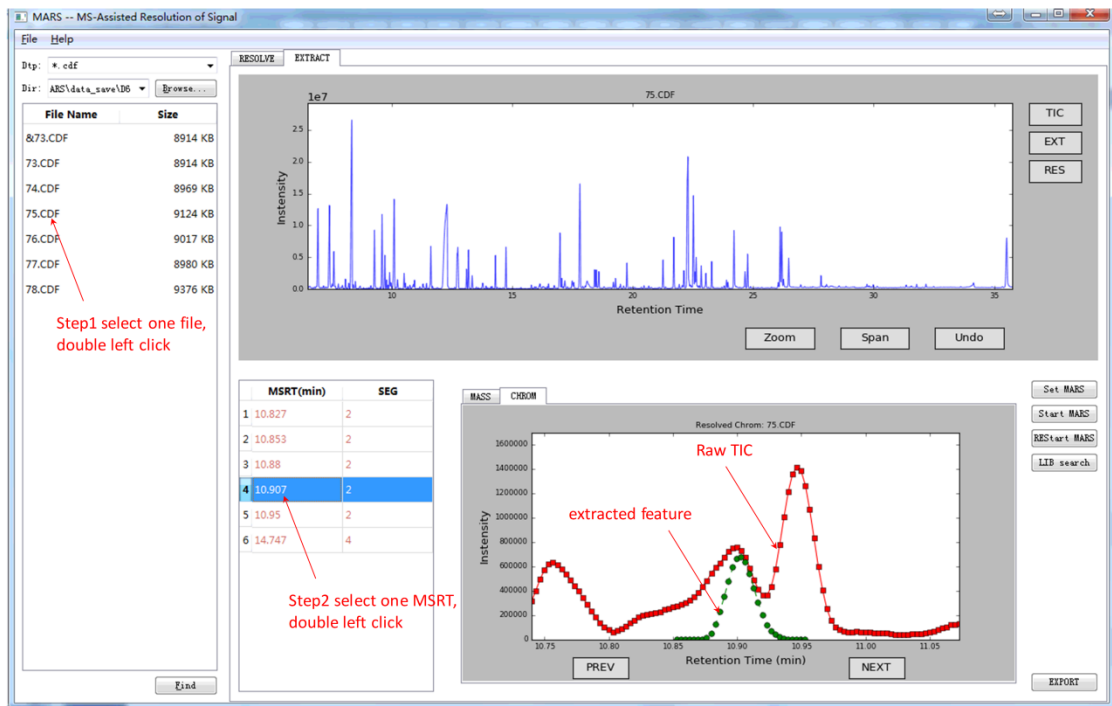 MARS -- MS-Assisted Resolution of Signal
File Help
Dtp: *.cdf
Dir: ARS\data_save\D6 Browse...
File Name Size
&73.CDF 8914 KB
73.CDF 8914 KB
74.CDF 8969 KB
75.CDF 9124 KB
76.CDF 9017 KB
77.CDF 8980 KB
78.CDF 9376 KB
Step1 select one file,
double left click
Find
RESOLVE EXTRACT
1e7 75.CDF
2.5
2.0
1.5
1.0
0.5
0.0
Instensity
10 15 20 25 30 35
Retention Time
TIC
EXT
RES
Zoom Span Undo
MSRT(min) SEG
1 10.827 2
2 10.853 2
3 10.88 2
4 10.907 2
5 10.95 2
6 14.747 4
Step2 select one MSRT,
double left click
MASS CHROM
Resolved Chrom: 75.CDF
1600000
1400000
1200000
1000000
800000
600000
400000
200000
0
Instensity
Raw TIC
extracted feature
10.75 10.80 10.85 10.90 10.95 11.00 11.05
Retention Time (min)
PREV NEXT
Set MARS
Start MARS
REStart MARS
LIB search
EXPORT